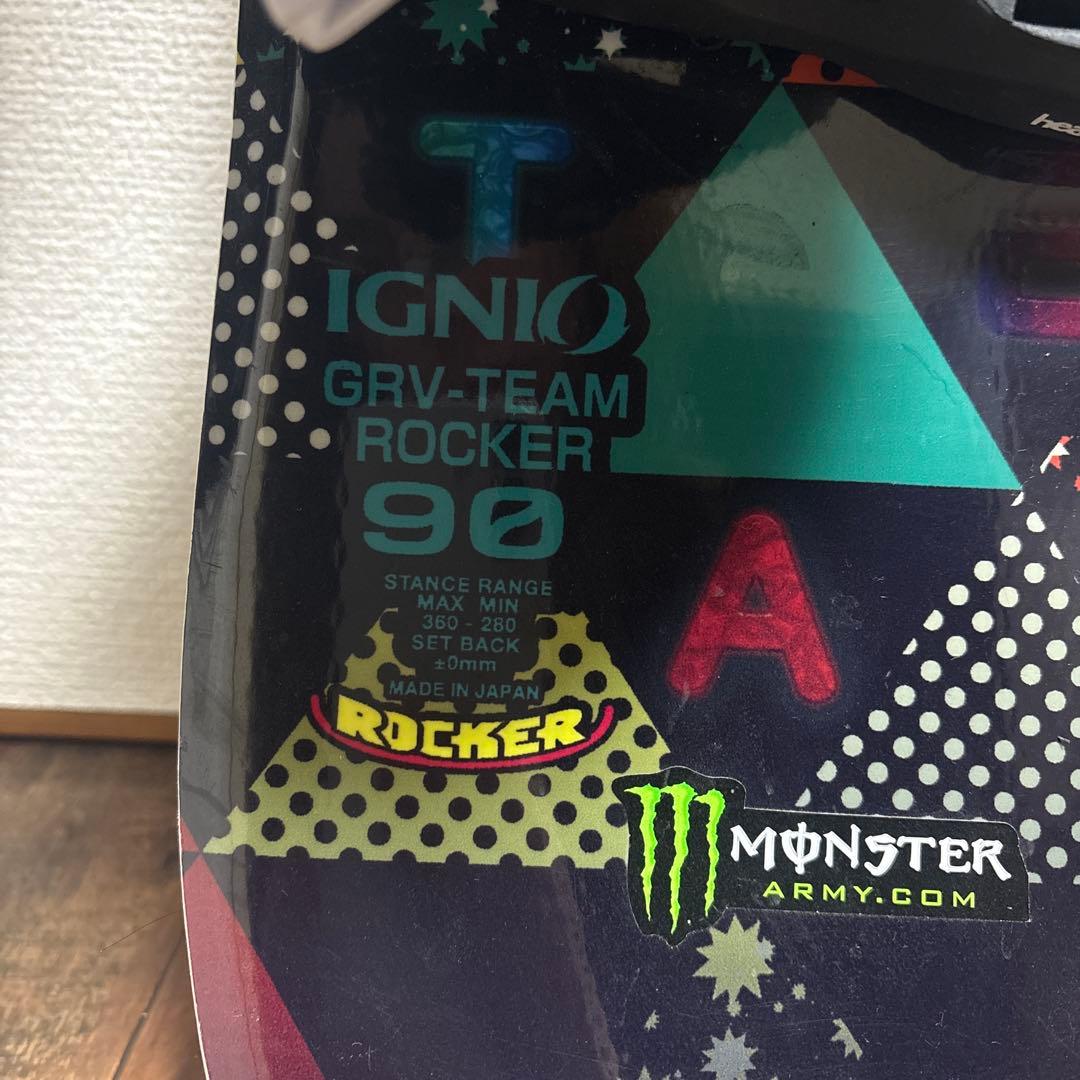 T
IGNIO
GRV-TEAM
ROCKER
90
STANCE RANGE
MAX MIN
360 - 280
SET BACK
±0mm
MADE IN JAPAN
ROCKER
A
MONSTER
ARMY.COM